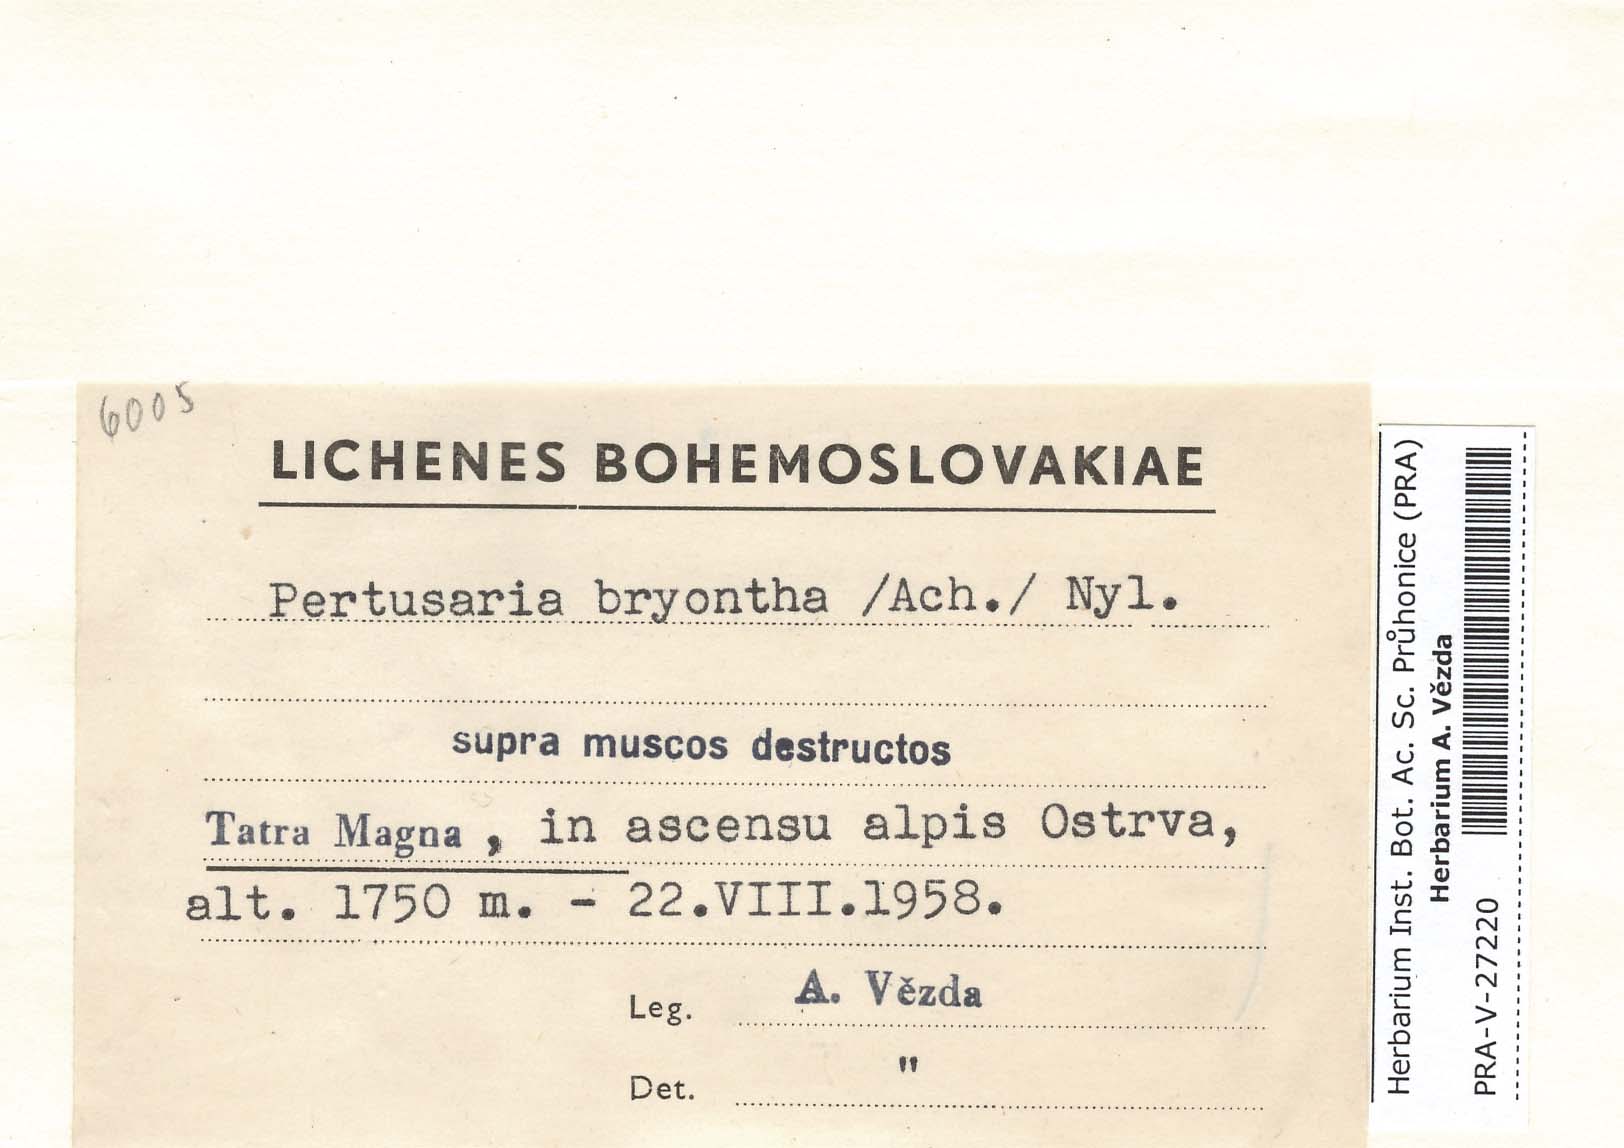 6005
LICHENES BOHEMOSLOVAKIAE
Pertusaria bryontha /Ach./ Nyl.
supra muscos destructos
Tatra Magna, in ascensu alpis Ostrva,
alt. 1750 m. - 22.VIII.1958.
Leg. A. Vězda
Det. "
Herbarium Inst. Bot. Ac. Sc. Průhonice (PRA)
Herbarium A. Vězda
PRA-V-27220